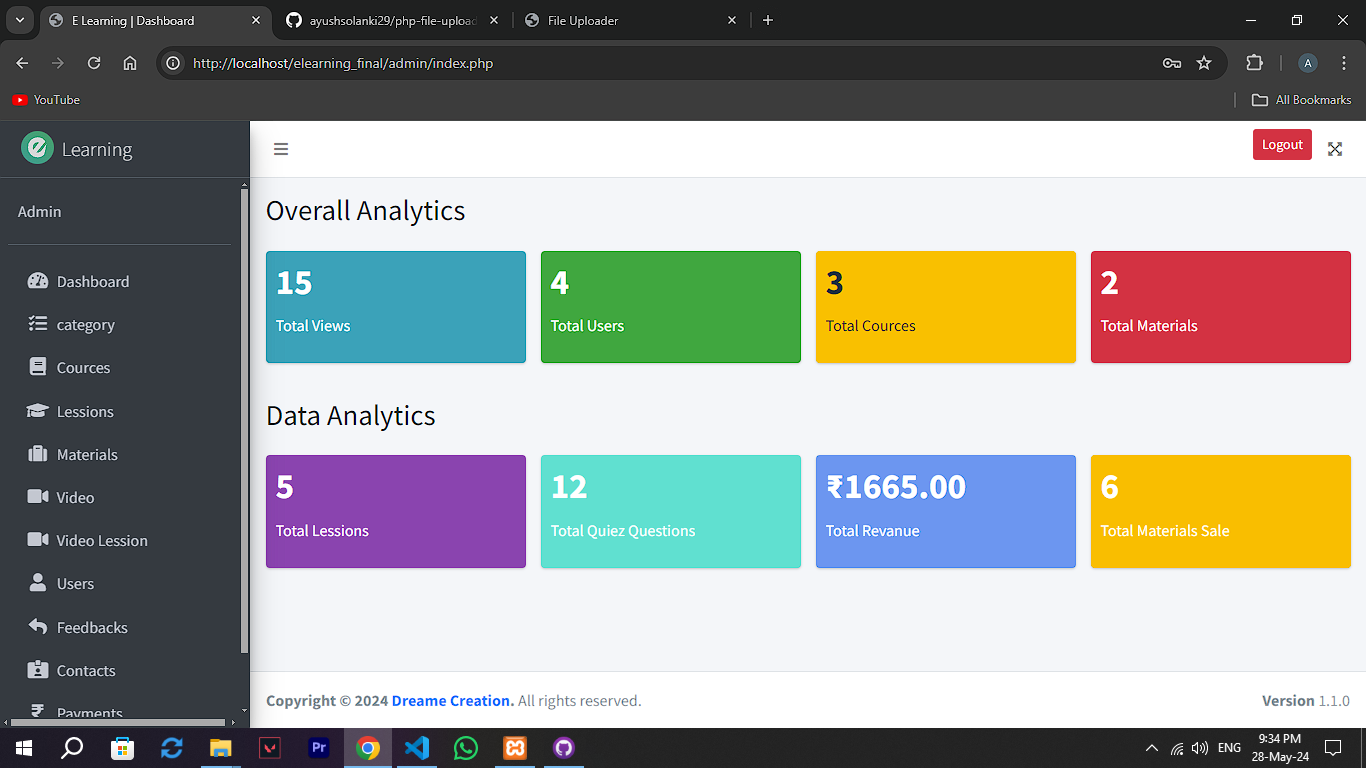 E Learning | Dashboard
ayushsolanki29/php-file-upload
File Uploader
http://localhost/elearning_final/admin/index.php
A
YouTube
All Bookmarks
Learning
Logout
Admin
Dashboard
category
Cources
Lessions
Materials
Video
Video Lession
Users
Feedbacks
Contacts
Payments
Overall Analytics
15
Total Views
4
Total Users
3
Total Cources
2
Total Materials
Data Analytics
5
Total Lessions
12
Total Quiez Questions
₹1665.00
Total Revanue
6
Total Materials Sale
Copyright © 2024 Dreame Creation. All rights reserved.
Version 1.1.0
Pr
ENG
9:34 PM
28-May-24